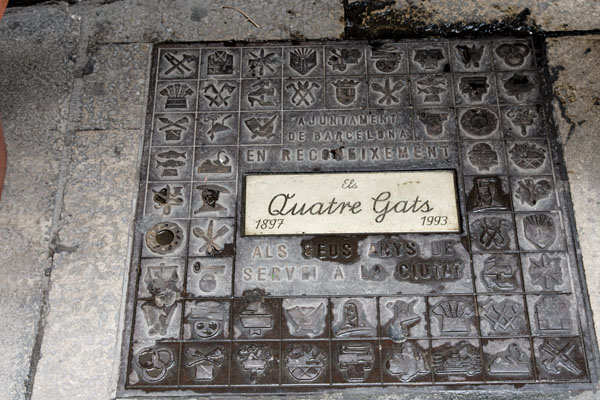 AJUNTAMENT
DE BARCELONA
EN RECONEIXEMENT
Els
Quatre Gats
1897 1993
ALS SEUS ANYS DE
SERVEI A LA CIUTAT